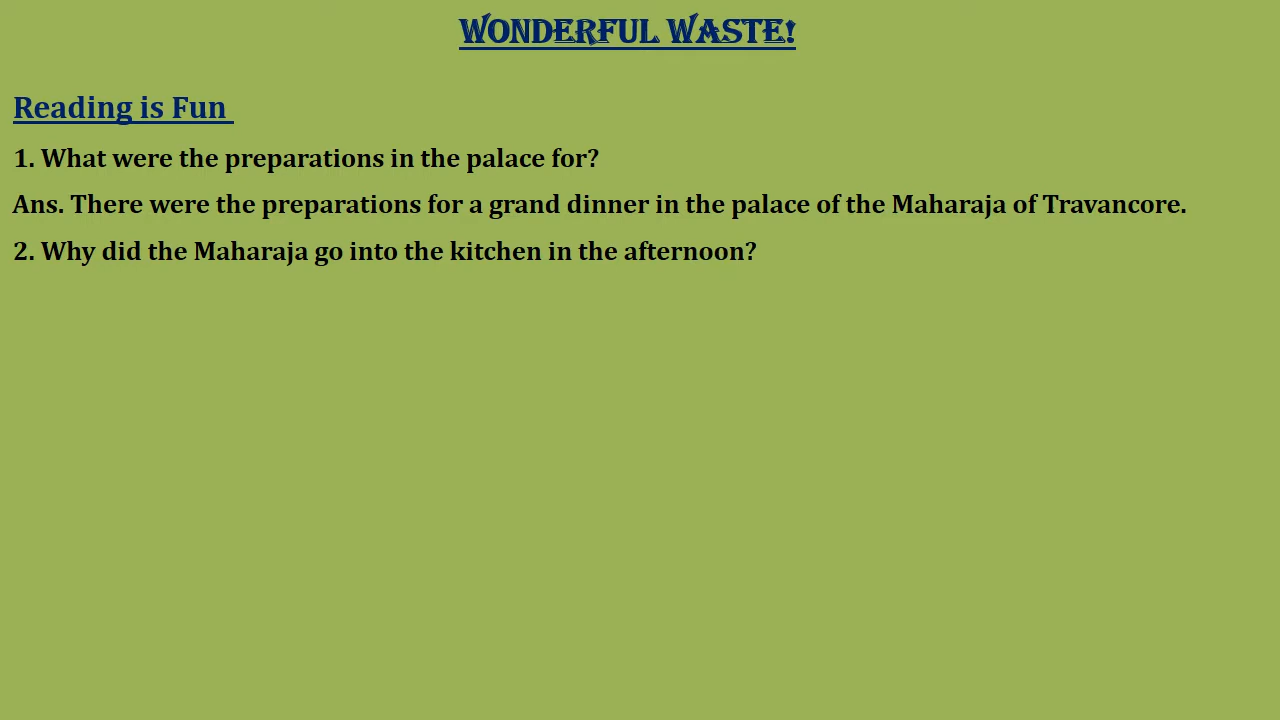 WONDERFUL WASTE!
Reading is Fun
1. What were the preparations in the palace for?
Ans. There were the preparations for a grand dinner in the palace of the Maharaja of Travancore.
2. Why did the Maharaja go into the kitchen in the afternoon?